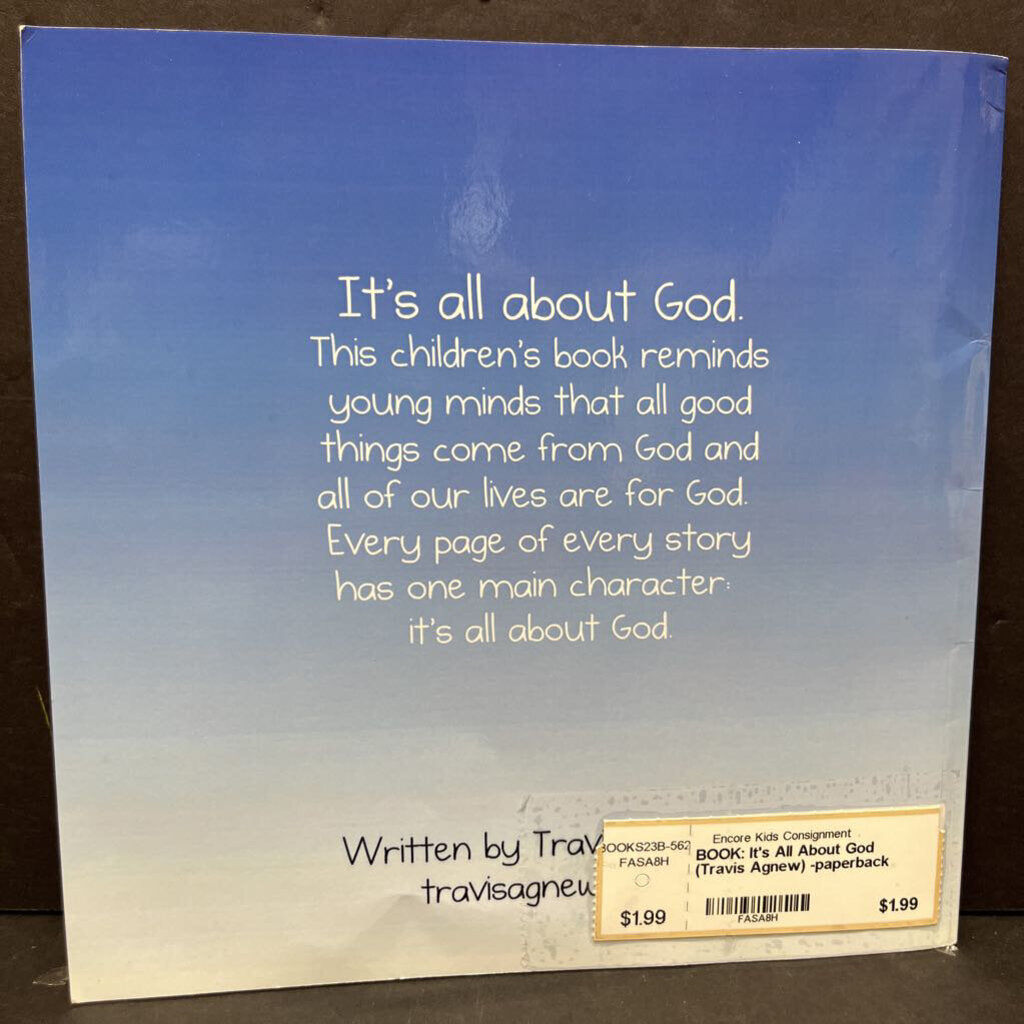 It's all about God.
This children's book reminds
young minds that all good
things come from God and
all of our lives are for God.
Every page of every story
has one main character:
it's all about God.
Written by Trav
travisagnew
BOOKS23B-562
FASA8H
$1.99
Encore Kids Consignment
BOOK: It's All About God
(Travis Agnew) -paperback
FASA8H
$1.99